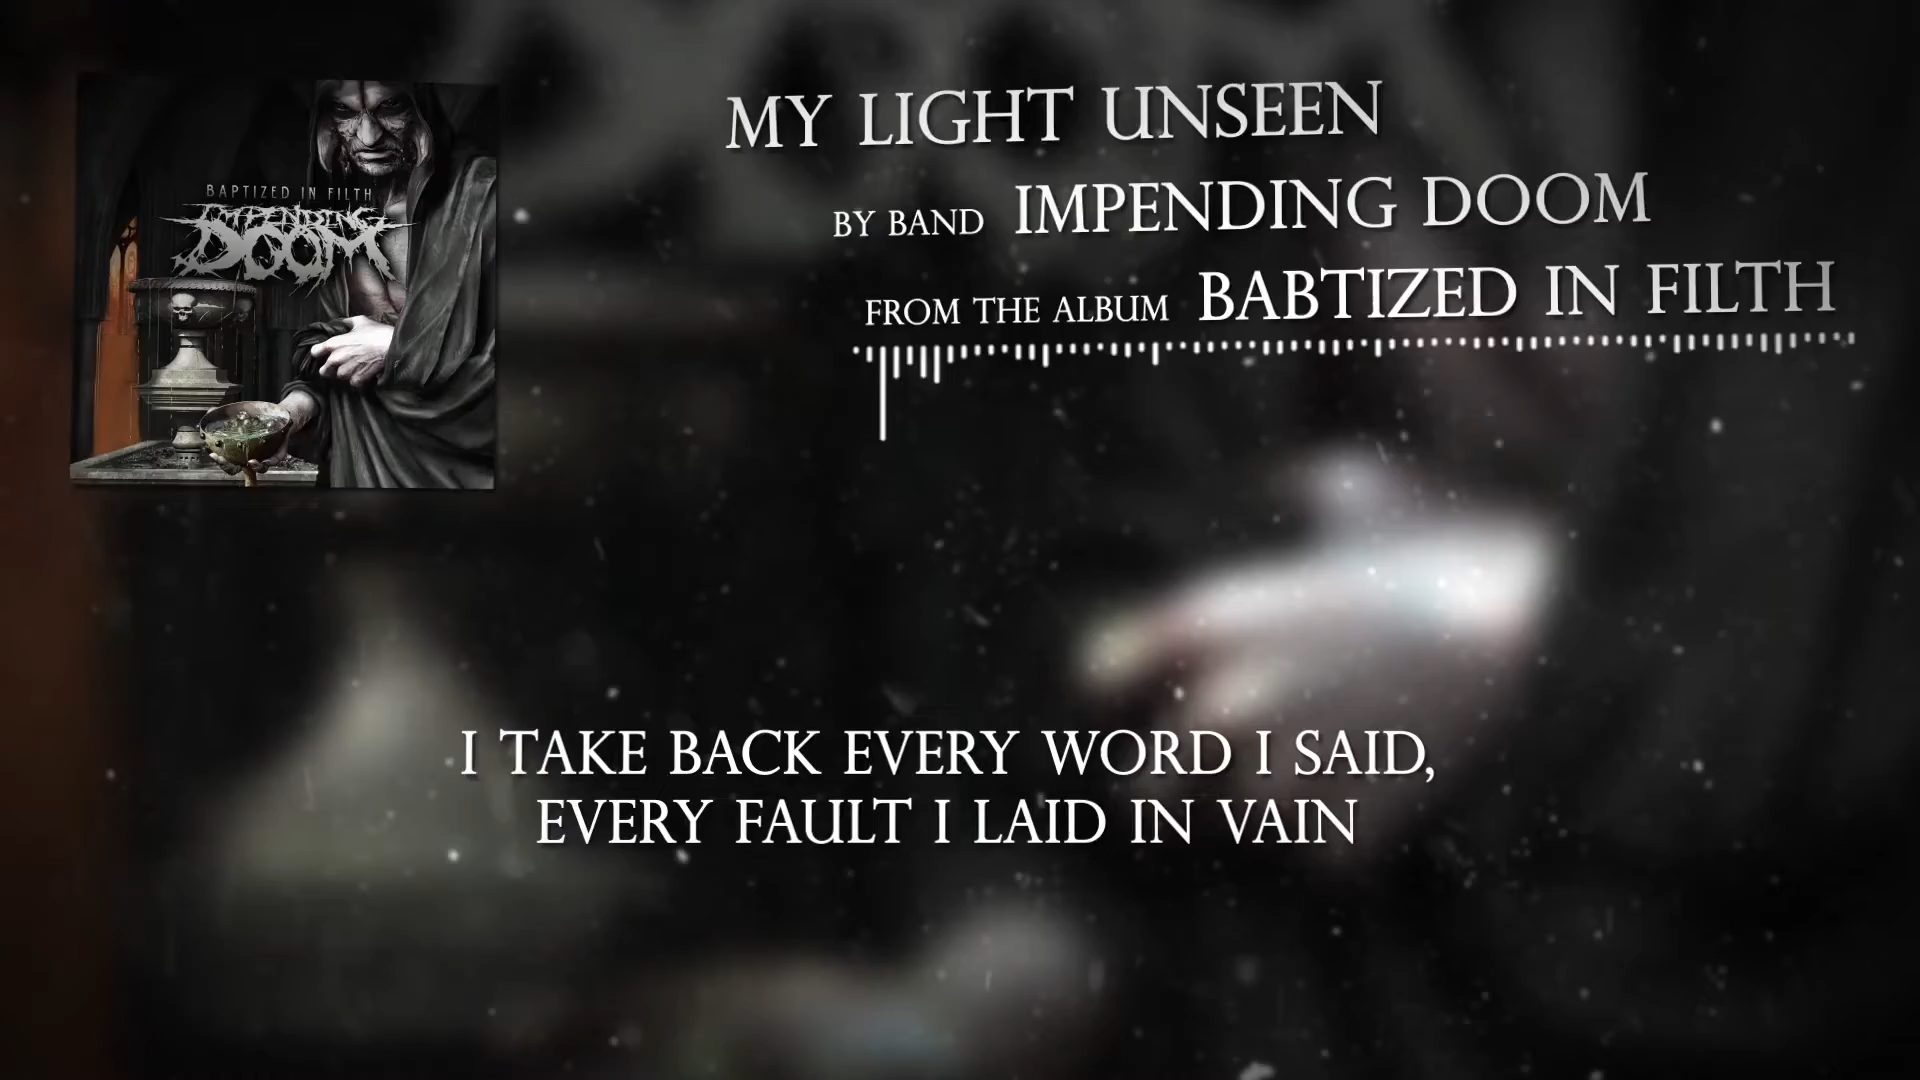 BAPTIZED IN FILTH
IMPENDING
DOOM
MY LIGHT UNSEEN
BY BAND IMPENDING DOOM
FROM THE ALBUM BABTIZED IN FILTH
I TAKE BACK EVERY WORD I SAID,
EVERY FAULT I LAID IN VAIN